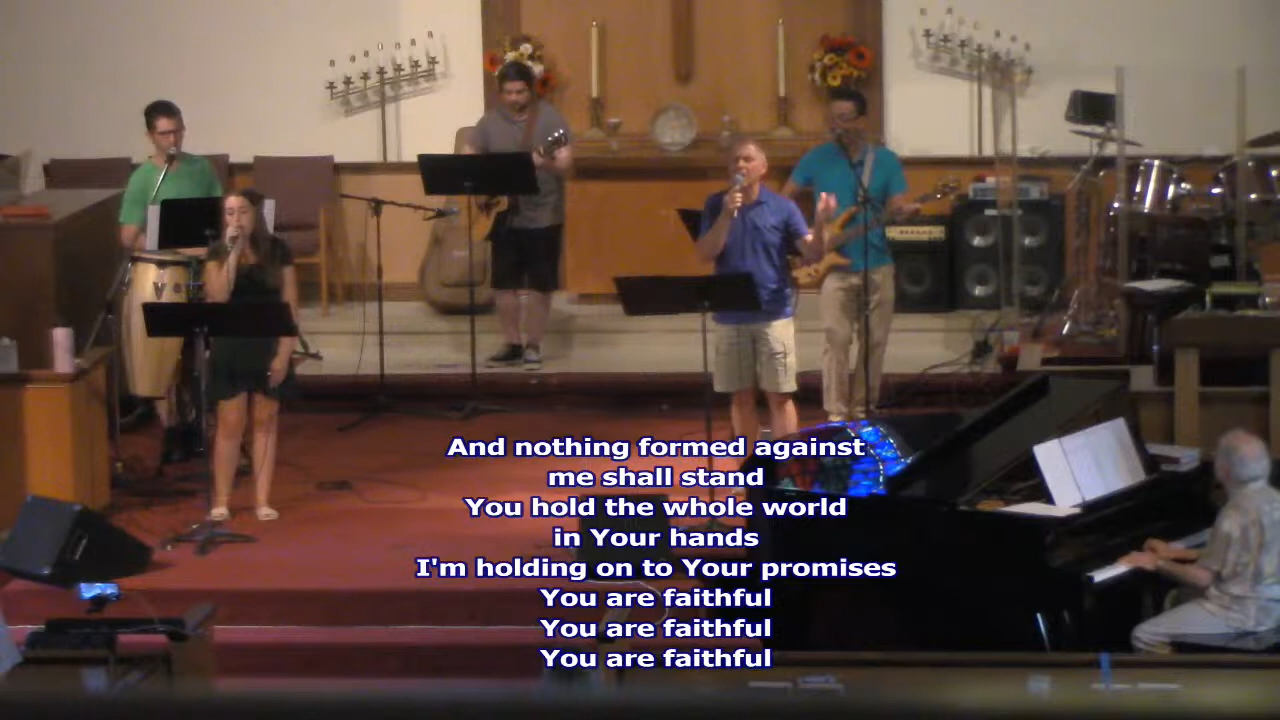 And nothing formed against
me shall stand
You hold the whole world
in Your hands
I'm holding on to Your promises
You are faithful
You are faithful
You are faithful